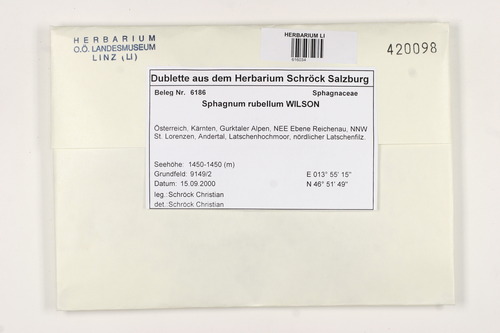 HERBARIUM
O.Ö. LANDESMUSEUM
LINZ (LI)
HERBARIUM LI
420098
Dublette aus dem Herbarium Schröck Salzburg
Beleg Nr. 6186 Sphagnaceae
Sphagnum rubellum WILSON
Österreich, Kärnten, Gurktaler Alpen, NEE Ebene Reichenau, NNW
St. Lorenzen, Andertal, Latschenhochmoor, nördlicher Latschenfilz.
Seehöhe: 1450-1450 (m)
Grundfeld: 9149/2 E 013° 55' 15"
Datum: 15.09.2000 N 46° 51' 49"
leg.:Schröck Christian
det.:Schröck Christian